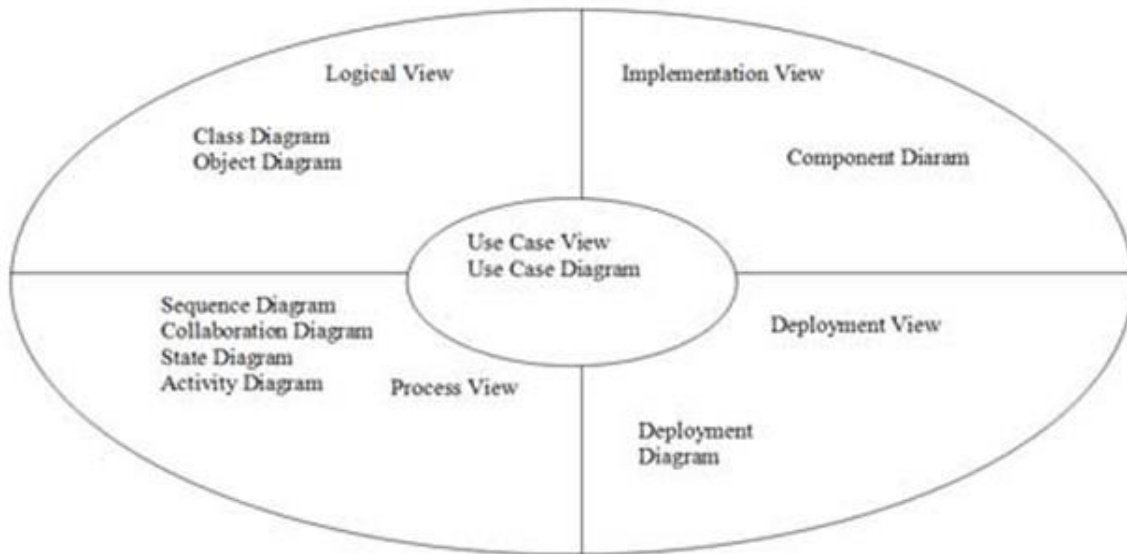 Logical View
Implementation View
Class Diagram
Object Diagram
Component Diaram
Use Case View
Use Case Diagram
Sequence Diagram
Collaboration Diagram
State Diagram
Activity Diagram
Process View
Deployment View
Deployment
Diagram